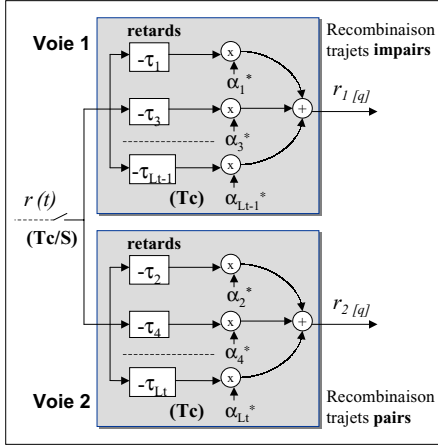 Voie 1
retards
Recombinaison
trajets impairs
-τ1
x
α1*
-τ3
x
α3*
+
r1 [q]
-τLt-1
x
(Tc)
αLt-1*
r (t)
(Tc/S)
retards
-τ2
x
α2*
-τ4
x
α4*
+
r2 [q]
-τLt
x
Voie 2
(Tc)
αLt*
Recombinaison
trajets pairs